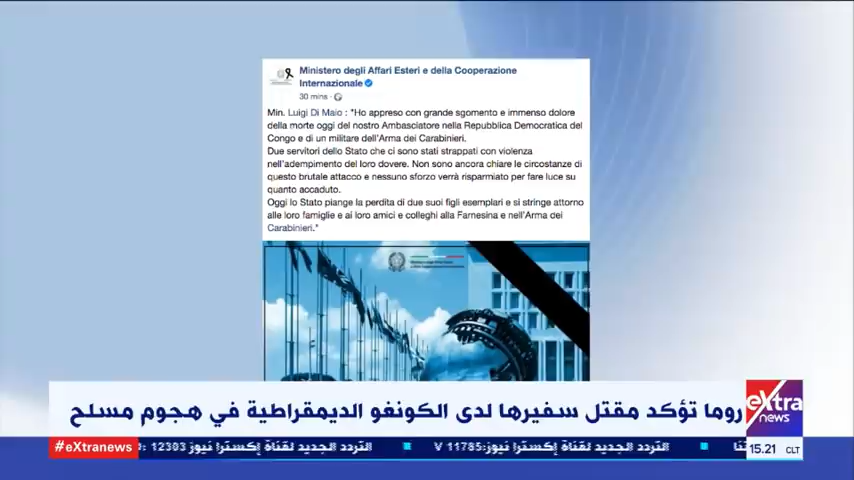 Ministero degli Affari Esteri e della Cooperazione
Internazionale
30 mins ·
Min. Luigi Di Maio : "Ho appreso con grande sgomento e immenso dolore
della morte oggi del nostro Ambasciatore nella Repubblica Democratica del
Congo e di un militare dell'Arma dei Carabinieri.
Due servitori dello Stato che ci sono stati strappati con violenza
nell'adempimento del loro dovere. Non sono ancora chiare le circostanze di
questo brutale attacco e nessuno sforzo verrà risparmiato per fare luce su
quanto accaduto.
Oggi lo Stato piange la perdita di due suoi figli esemplari e si stringe attorno
alle loro famiglie e ai loro amici e colleghi alla Farnesina e nell'Arma dei
Carabinieri."
روما تؤكد مقتل سفيرها لدى الكونغو الديمقراطية في هجوم مسلح
eXtra
news
#eXtranews
التردد الجديد لقناة إكسترا نيوز:11785 V
التردد الجديد لقناة إكسترا نيوز 12303
15.21 CLT